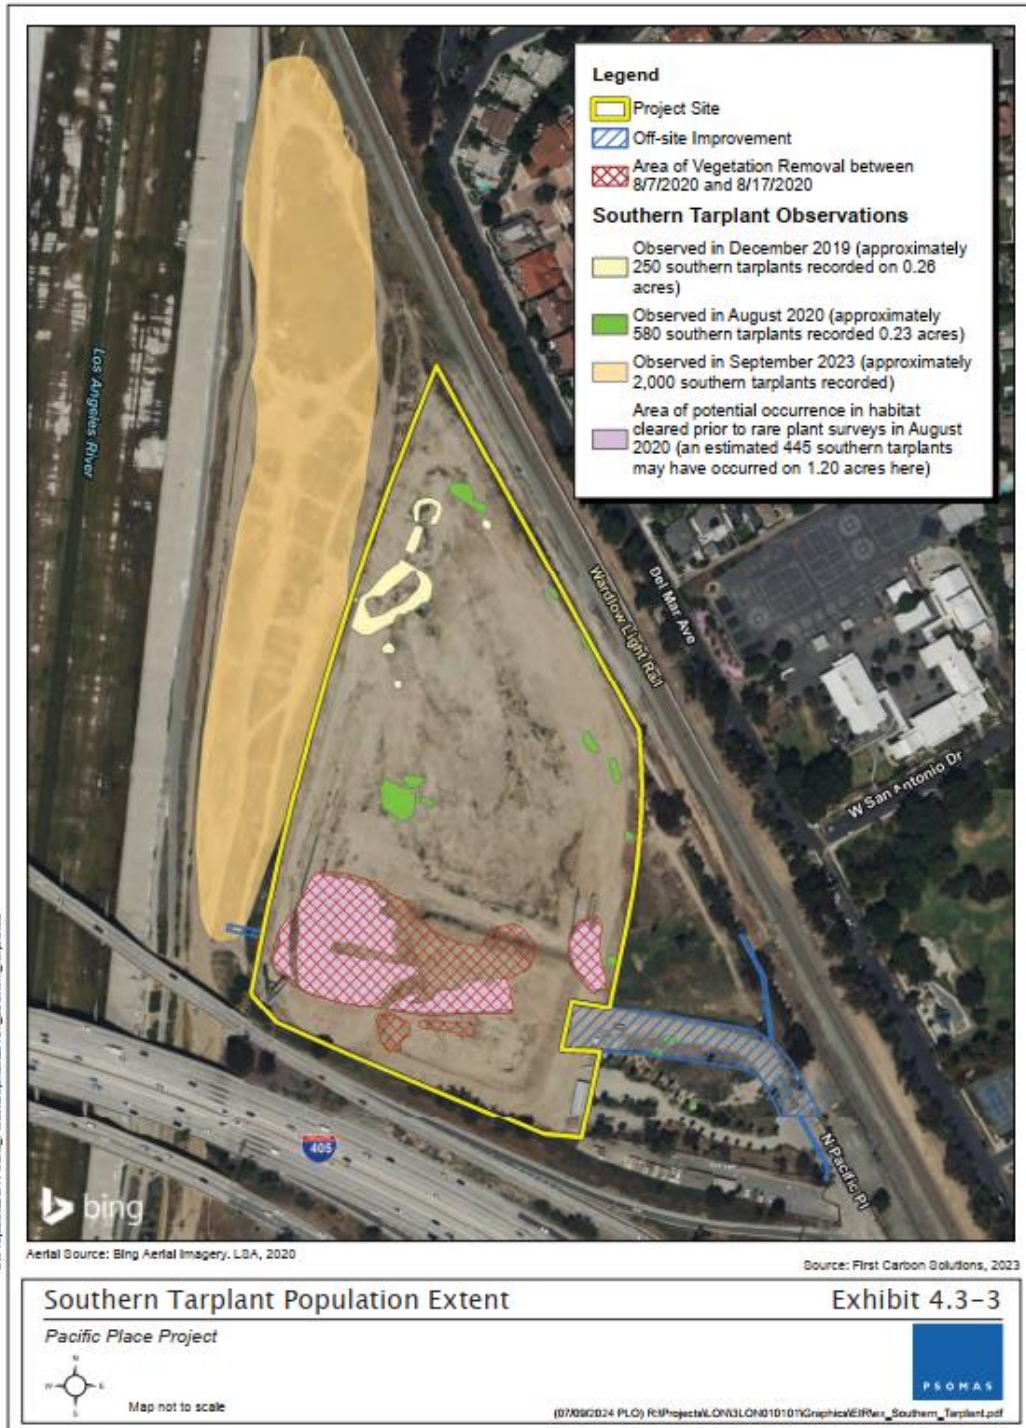 Legend
Project Site
Off-site Improvement
Area of Vegetation Removal between
8/7/2020 and 8/17/2020
Southern Tarplant Observations
Observed in December 2019 (approximately
250 southern tarplants recorded on 0.26
acres)
Observed in August 2020 (approximately
580 southern tarplants recorded 0.23 acres)
Observed in September 2023 (approximately
2,000 southern tarplants recorded)
Area of potential occurrence in habitat
cleared prior to rare plant surveys in August
2020 (an estimated 445 southern tarplants
may have occurred on 1.20 acres here)
Los Angeles River
Wardlow Light Rail
Del Mar Ave
W San Antonio Dr
N Pacific Pl
405
bing
Aerial Source: Bing Aerial Imagery. LSA, 2020
Source: First Carbon Solutions, 2023
Southern Tarplant Population Extent
Exhibit 4.3-3
Pacific Place Project
N
W E
S
Map not to scale
PSOMAS